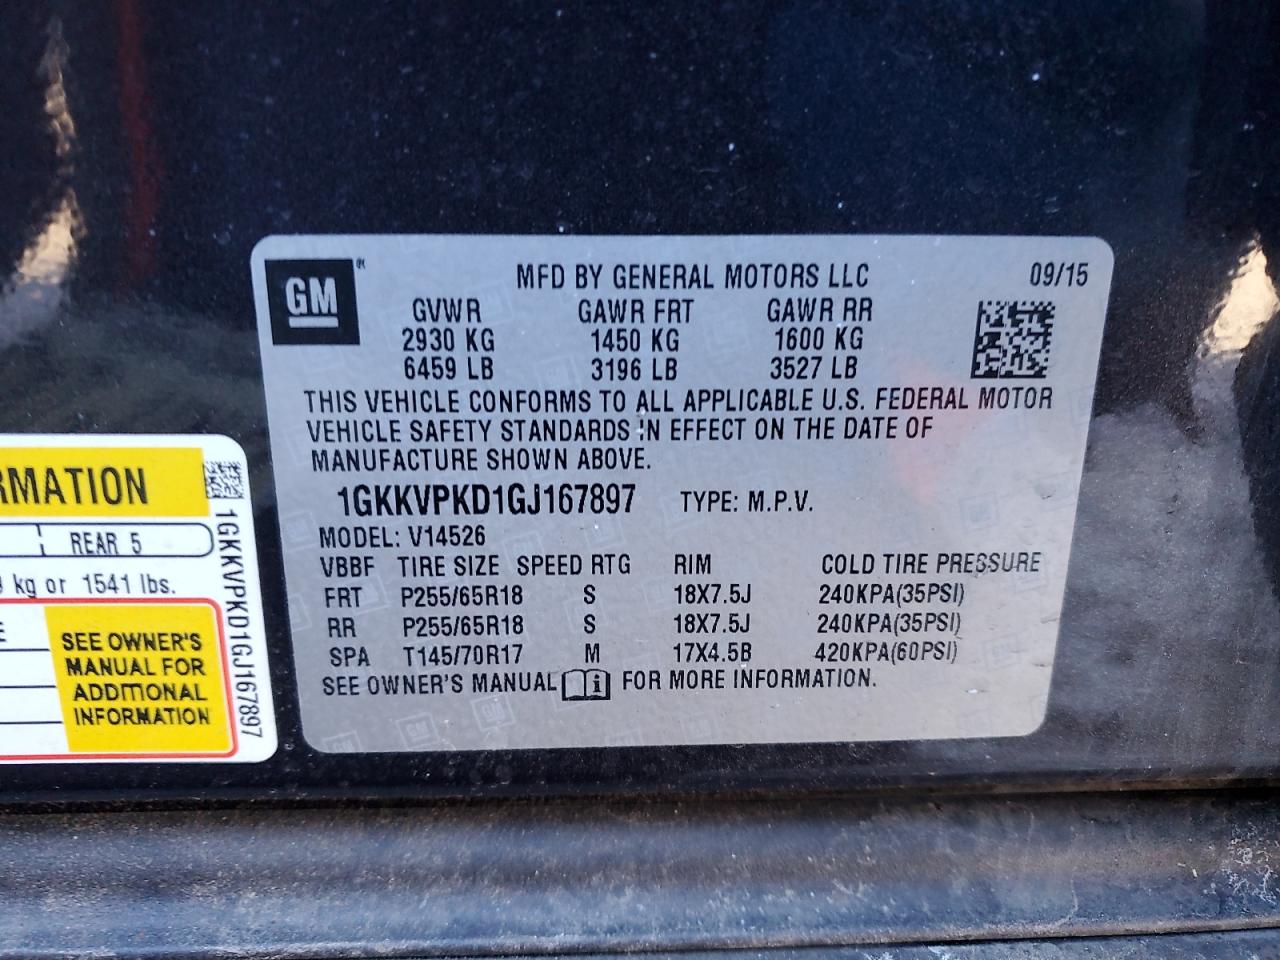 GM
MFD BY GENERAL MOTORS LLC 09/15
GVWR GAWR FRT GAWR RR
2930 KG 1450 KG 1600 KG
6459 LB 3196 LB 3527 LB
THIS VEHICLE CONFORMS TO ALL APPLICABLE U.S. FEDERAL MOTOR
VEHICLE SAFETY STANDARDS IN EFFECT ON THE DATE OF
MANUFACTURE SHOWN ABOVE.
1GKKVPKD1GJ167897 TYPE: M.P.V.
MODEL: V14526
VBBF TIRE SIZE SPEED RTG RIM COLD TIRE PRESSURE
FRT P255/65R18 S 18X7.5J 240KPA(35PSI)
RR P255/65R18 S 18X7.5J 240KPA(35PSI)
SPA T145/70R17 M 17X4.5B 420KPA(60PSI)
SEE OWNER'S MANUAL FOR MORE INFORMATION.
RMATION
REAR 5
kg or 1541 lbs.
SEE OWNER'S
MANUAL FOR
ADDITIONAL
INFORMATION
1GKKVPKD1GJ167897